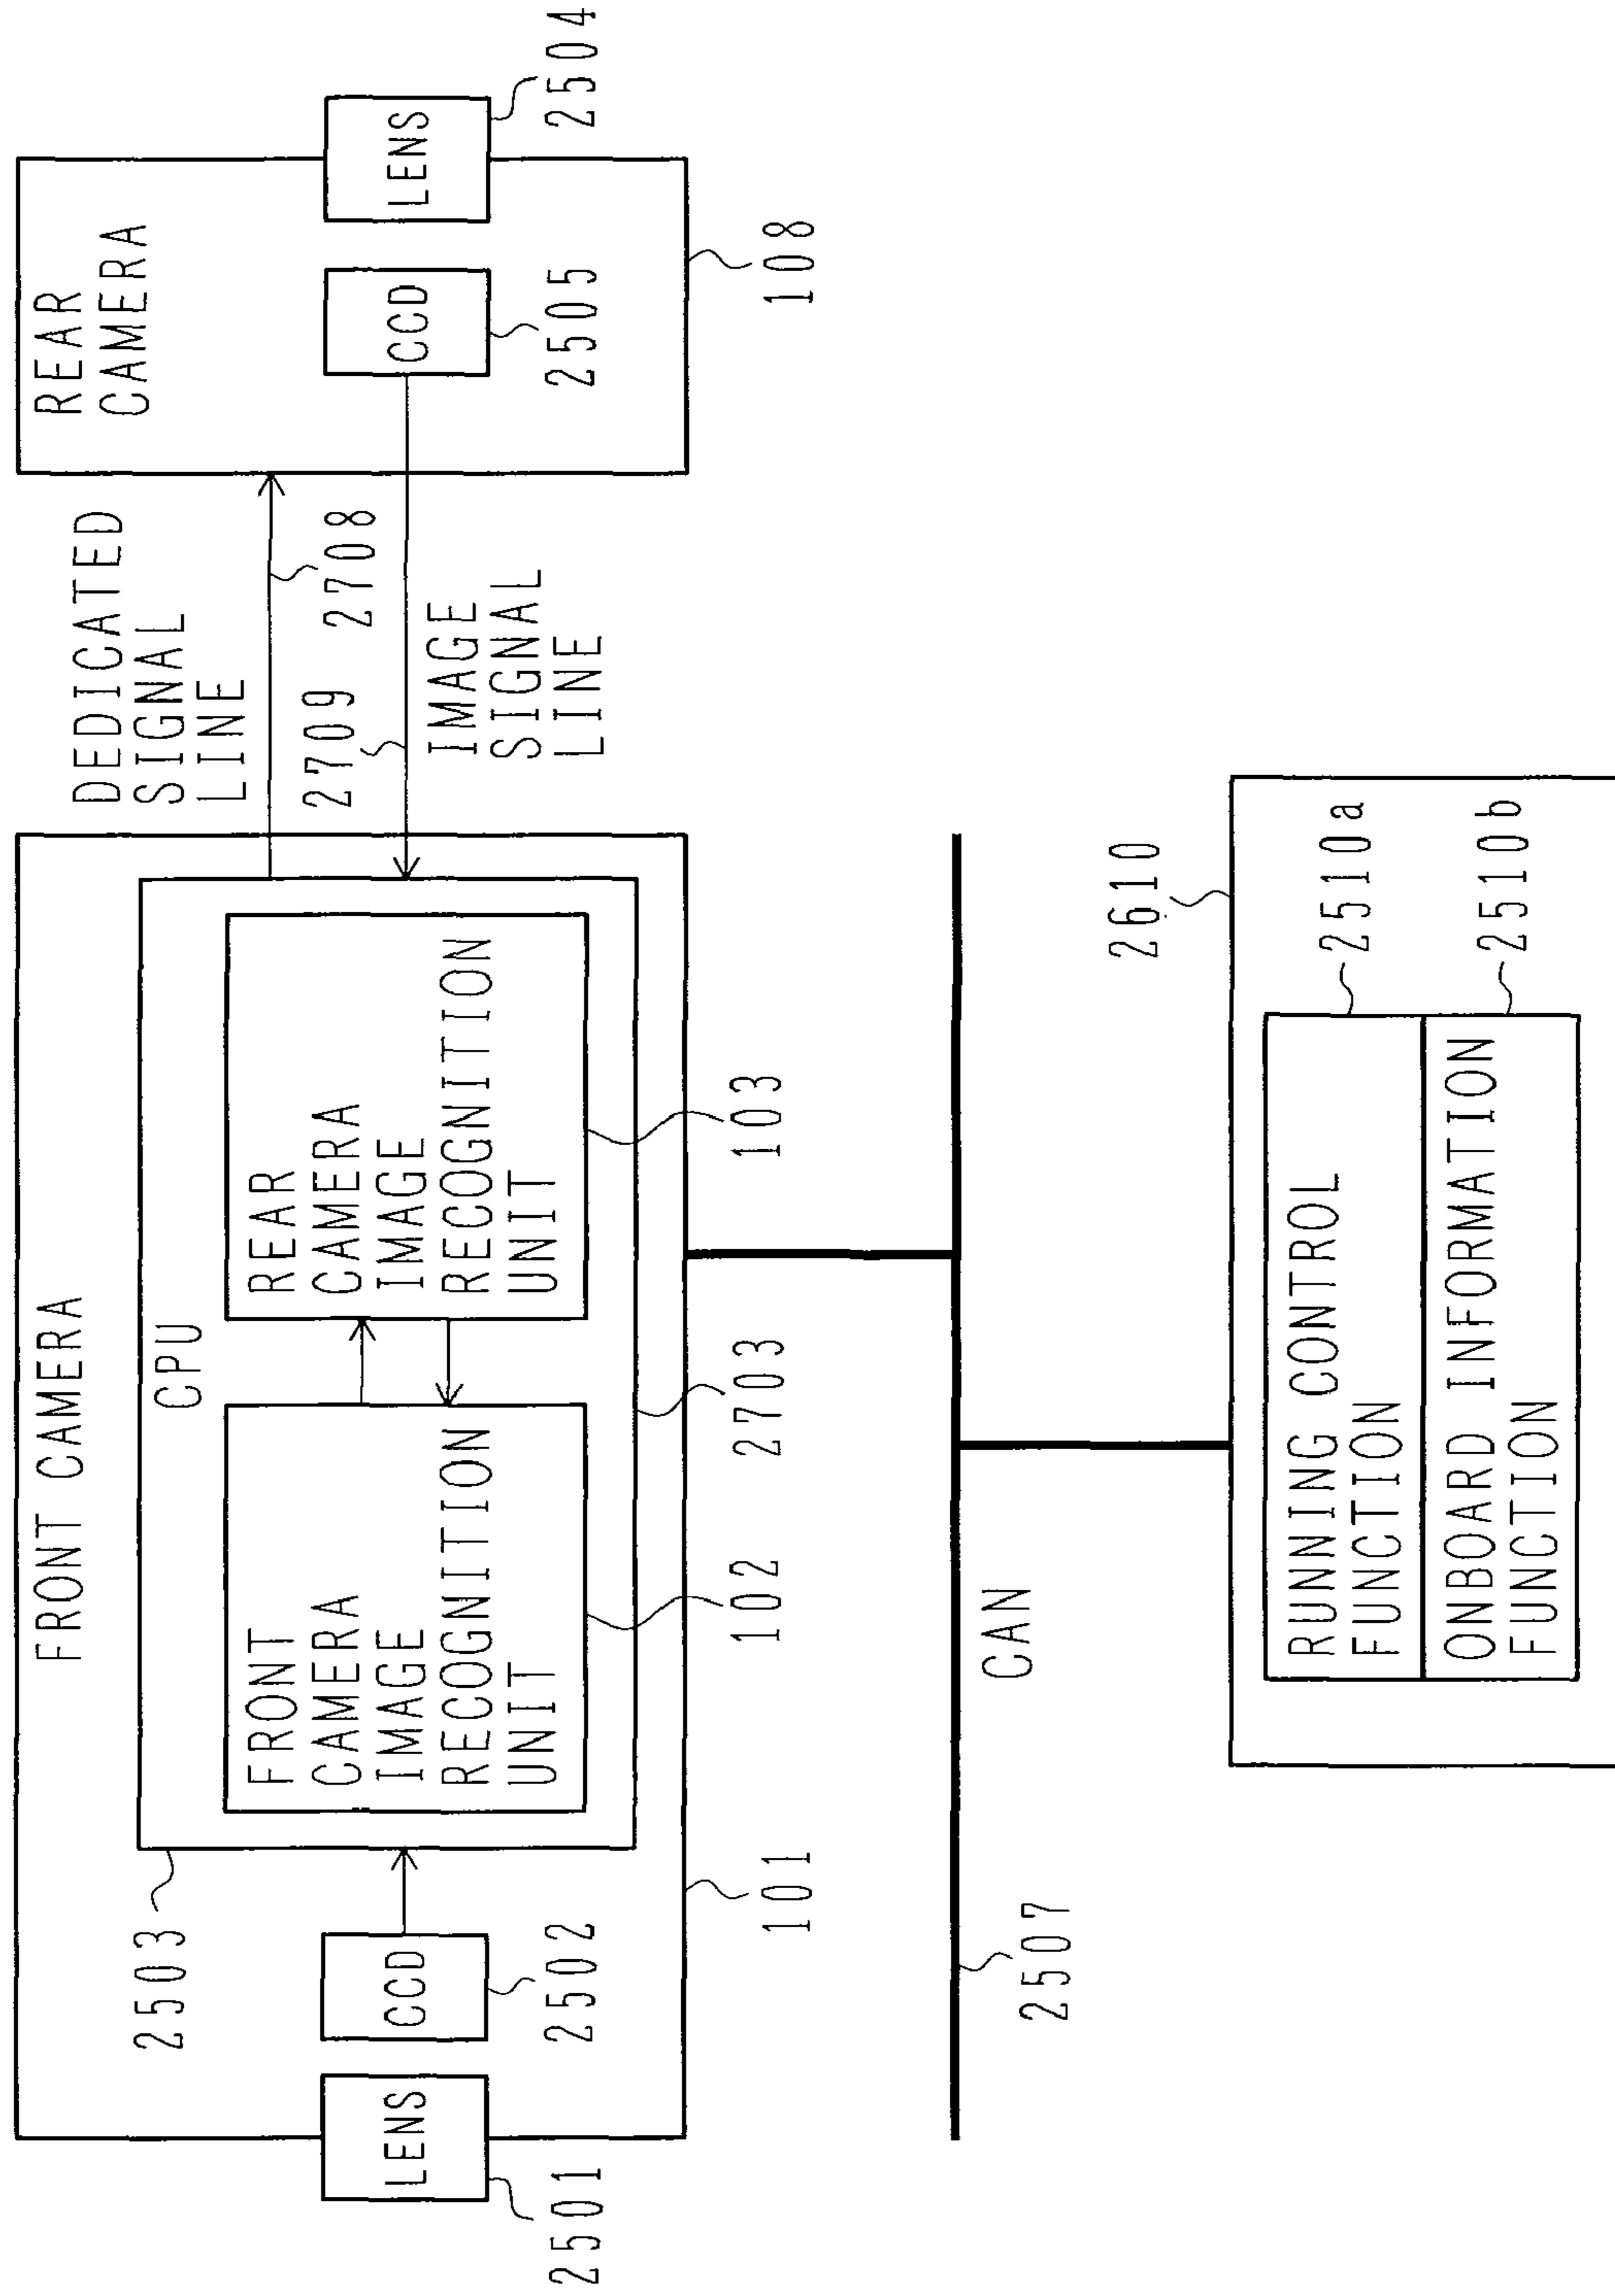 FRONT CAMERA
2503
CPU
2501
LENS
2502
CCD
FRONT
CAMERA
IMAGE
RECOGNITION
UNIT
REAR
CAMERA
IMAGE
RECOGNITION
UNIT
101
102
2703
103
DEDICATED
SIGNAL
LINE
2708
2709
IMAGE
SIGNAL
LINE
REAR
CAMERA
CCD
2505
LENS
2504
108
2507
CAN
2610
RUNNING CONTROL
FUNCTION
2510a
ONBOARD INFORMATION
FUNCTION
2510b